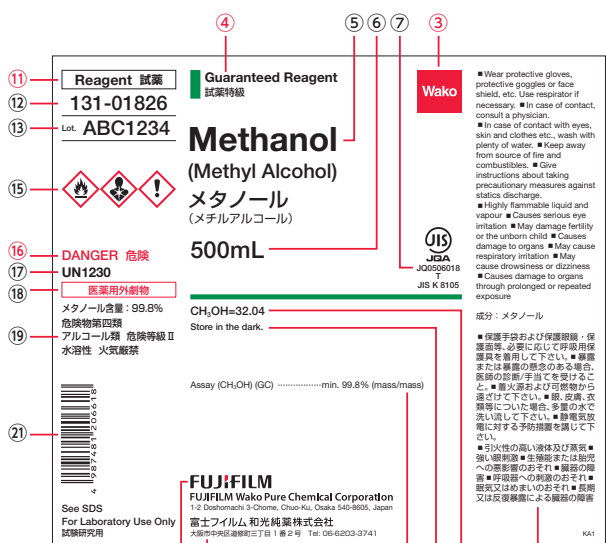 ④
⑤
⑥
⑦
③
⑪
Reagent 試薬
⑫
131-01826
⑬
Lot. ABC1234
⑮
⑯
DANGER 危険
⑰
UN1230
⑱
医薬用外劇物
メタノール含量：99.8%
危険物第四類
⑲
アルコール類 危険等級Ⅱ
水溶性 火気厳禁
㉑
4 987481 206618
See SDS
For Laboratory Use Only
試験研究用
Guaranteed Reagent
試薬特級
Methanol
(Methyl Alcohol)
メタノール
（メチルアルコール）
500mL
CH₃OH=32.04
Store in the dark.
Assay (CH₃OH) (GC) ················· min. 99.8% (mass/mass)
FUJIFILM
FUJIFILM Wako Pure Chemical Corporation
1-2 Doshomachi 3-Chome, Chuo-Ku, Osaka 540-8605, Japan
富士フイルム 和光純薬株式会社
大阪市中央区道修町三丁目1番2号 Tel: 06-6203-3741
Wako
JIS
JQA
JQ0506018
T
JIS K 8105
■ Wear protective gloves,
protective goggles or face
shield, etc. Use respirator if
necessary. ■ In case of contact,
consult a physician.
■ In case of contact with eyes,
skin and clothes etc., wash with
plenty of water. ■ Keep away
from source of fire and
combustibles. ■ Give
instructions about taking
precautionary measures against
statics discharge.
■ Highly flammable liquid and
vapour ■ Causes serious eye
irritation ■ May damage fertility
or the unborn child ■ Causes
damage to organs ■ May cause
respiratory irritation ■ May
cause drowsiness or dizziness
■ Causes damage to organs
through prolonged or repeated
exposure
成分：メタノール
■保護手袋および保護眼鏡・保
護面等、必要に応じて呼吸用保
護具を着用して下さい。■暴露
または暴露の懸念のある場合、
医師の診断/手当てを受けるこ
と。■着火源および可燃物から
遠ざけて下さい。■眼、皮膚、衣
類等についた場合、多量の水で
洗い流して下さい。■静電気放
電に対する予防措置を講じて下
さい。
■引火性の高い液体及び蒸気■
強い眼刺激■生殖能または胎児
への悪影響のおそれ■臓器の障
害■呼吸器への刺激のおそれ■
眠気又はめまいのおそれ■長期
又は反復暴露による臓器の障害
KA1